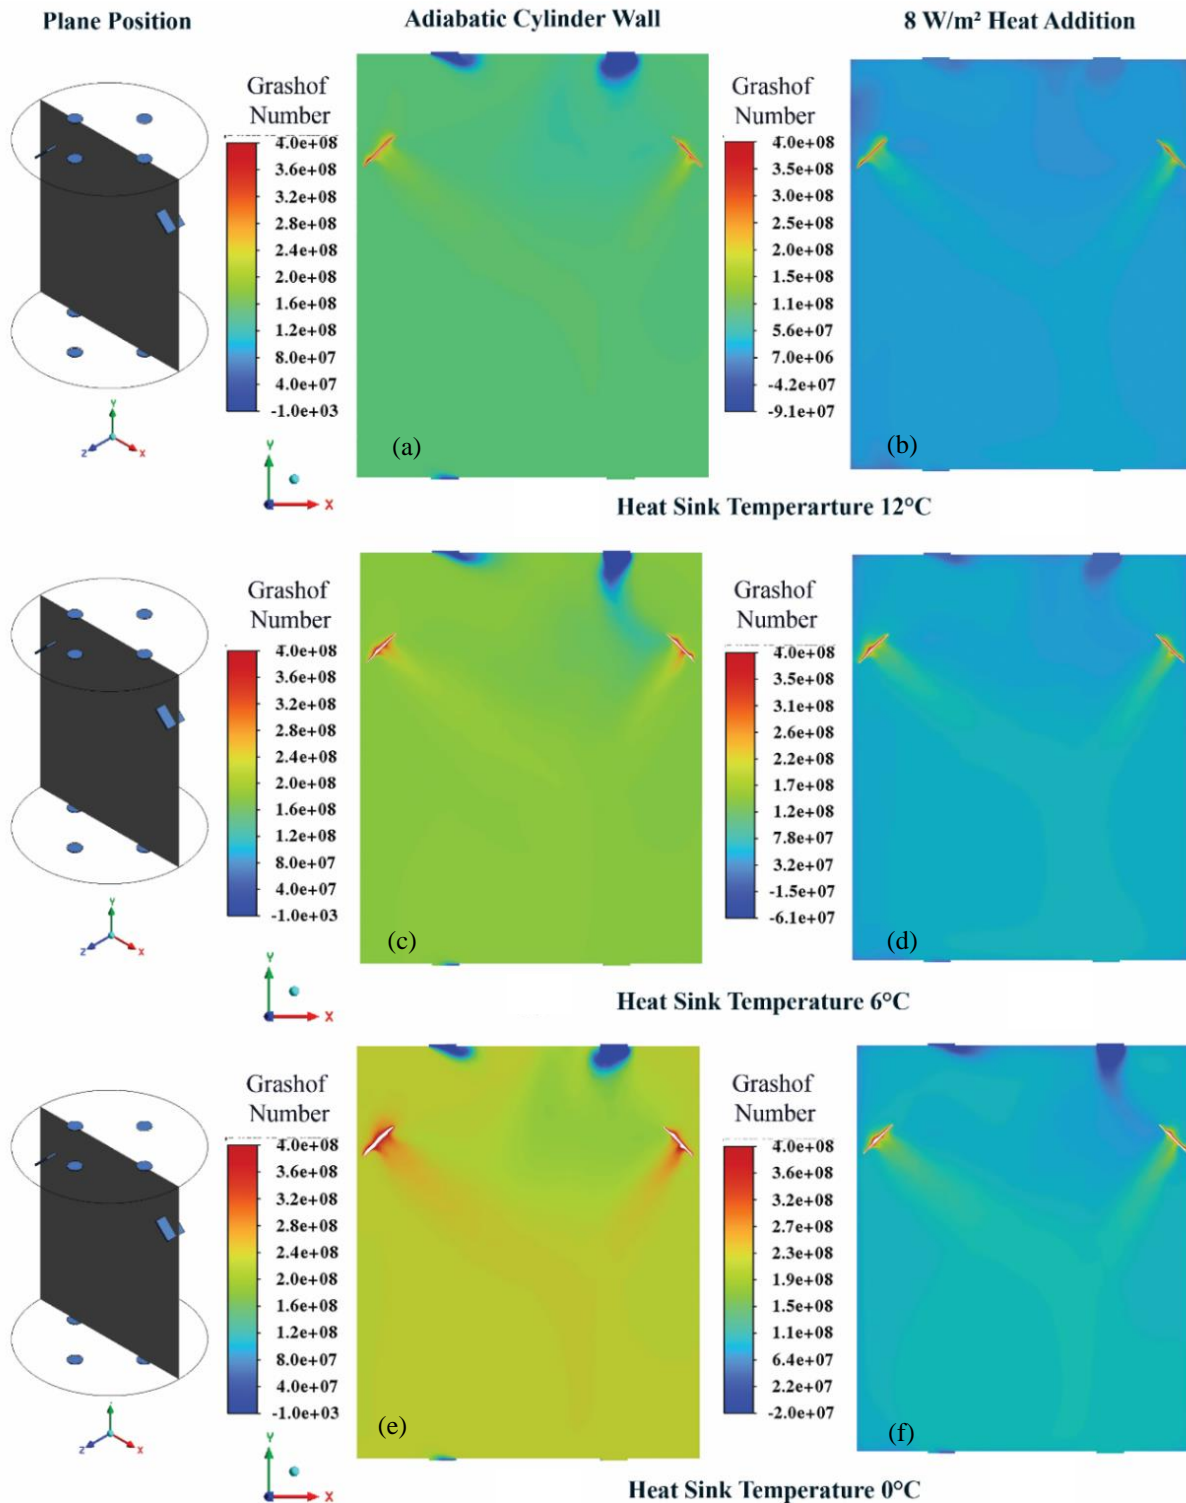 Plane Position
Adiabatic Cylinder Wall
8 W/m² Heat Addition
Grashof
Number
4.0e+08
3.6e+08
3.2e+08
2.8e+08
2.4e+08
2.0e+08
1.6e+08
1.2e+08
8.0e+07
4.0e+07
-1.0e+03
Y
Z
X
Y
X
(a)
Grashof
Number
4.0e+08
3.5e+08
3.0e+08
2.5e+08
2.0e+08
1.5e+08
1.1e+08
5.6e+07
7.0e+06
-4.2e+07
-9.1e+07
(b)
Heat Sink Temperarture 12°C
Grashof
Number
4.0e+08
3.6e+08
3.2e+08
2.8e+08
2.4e+08
2.0e+08
1.6e+08
1.2e+08
8.0e+07
4.0e+07
-1.0e+03
Y
Z
X
Y
X
(c)
Grashof
Number
4.0e+08
3.5e+08
3.1e+08
2.6e+08
2.2e+08
1.7e+08
1.2e+08
7.8e+07
3.2e+07
-1.5e+07
-6.1e+07
(d)
Heat Sink Temperature 6°C
Grashof
Number
4.0e+08
3.6e+08
3.2e+08
2.8e+08
2.4e+08
2.0e+08
1.6e+08
1.2e+08
8.0e+07
4.0e+07
-1.0e+03
Z
X
Y
X
(e)
Grashof
Number
4.0e+08
3.6e+08
3.2e+08
2.7e+08
2.3e+08
1.9e+08
1.5e+08
1.1e+08
6.4e+07
2.2e+07
-2.0e+07
(f)
Heat Sink Temperature 0°C